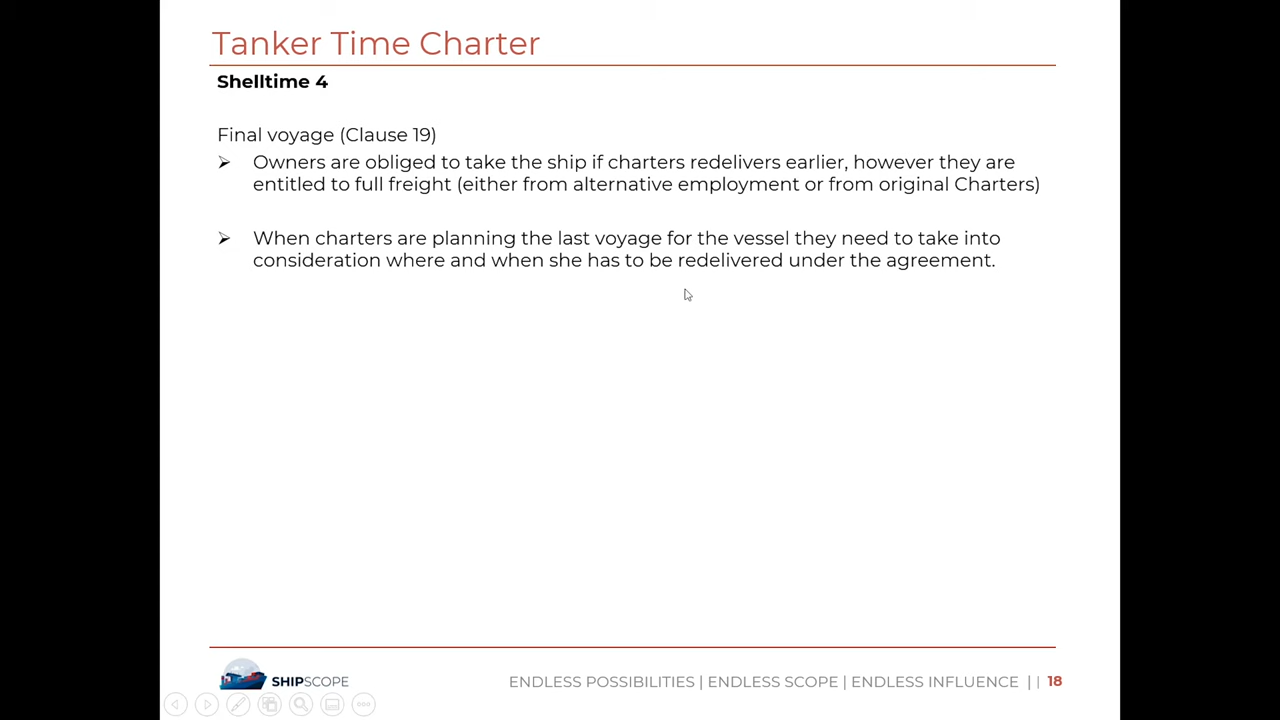 Tanker Time Charter
Shelltime 4
Final voyage (Clause 19)
Owners are obliged to take the ship if charters redelivers earlier, however they are
entitled to full freight (either from alternative employment or from original Charters)
When charters are planning the last voyage for the vessel they need to take into
consideration where and when she has to be redelivered under the agreement.
SHIPSCOPE
ENDLESS POSSIBILITIES | ENDLESS SCOPE | ENDLESS INFLUENCE | | 18